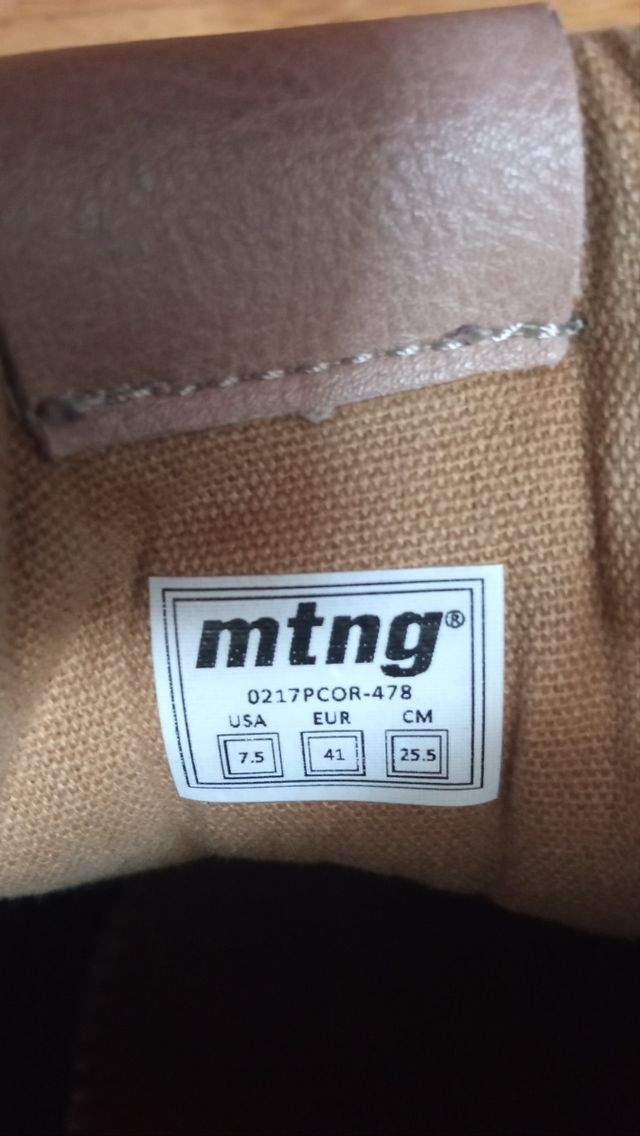 mtng®
0217PCOR-478
USA EUR CM
7.5 41 25.5